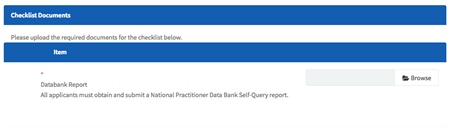 Checklist Documents
Please upload the required documents for the checklist below.
Item
*
Databank Report
Browse
All applicants must obtain and submit a National Practitioner Data Bank Self-Query report.